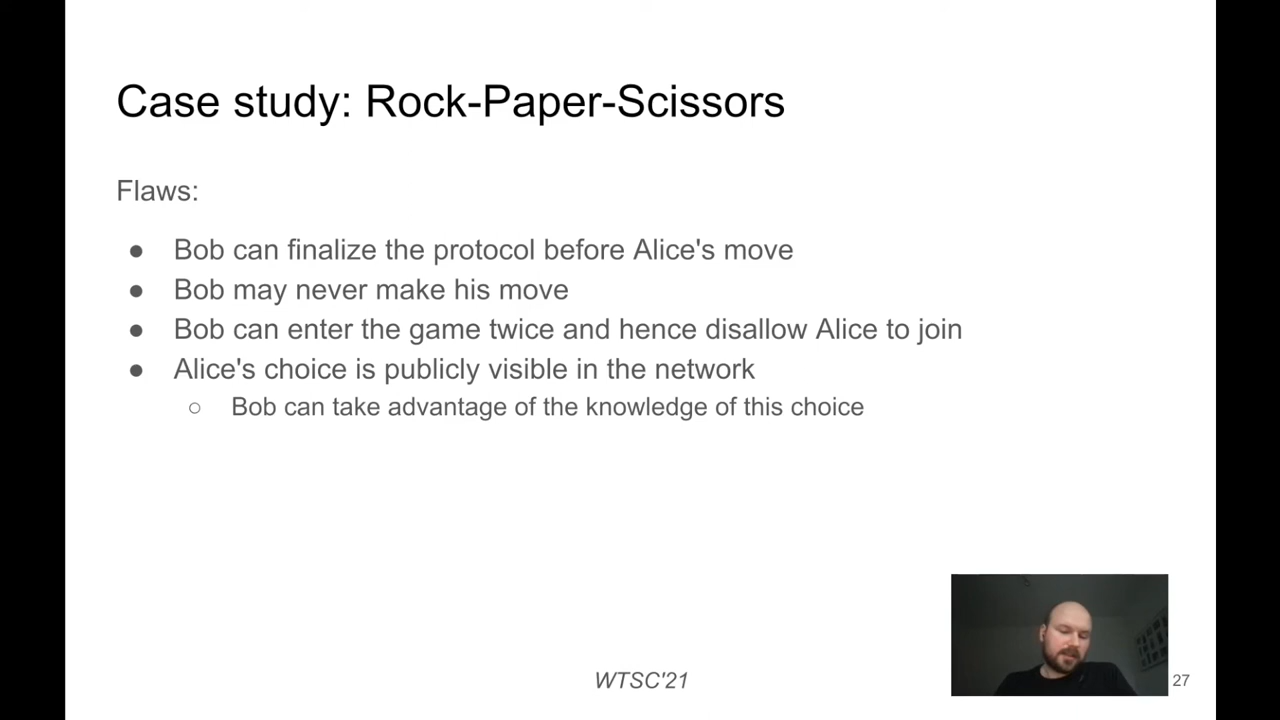 Case study: Rock-Paper-Scissors
Flaws:
● Bob can finalize the protocol before Alice's move
● Bob may never make his move
● Bob can enter the game twice and hence disallow Alice to join
● Alice's choice is publicly visible in the network
○ Bob can take advantage of the knowledge of this choice
WTSC'21
27